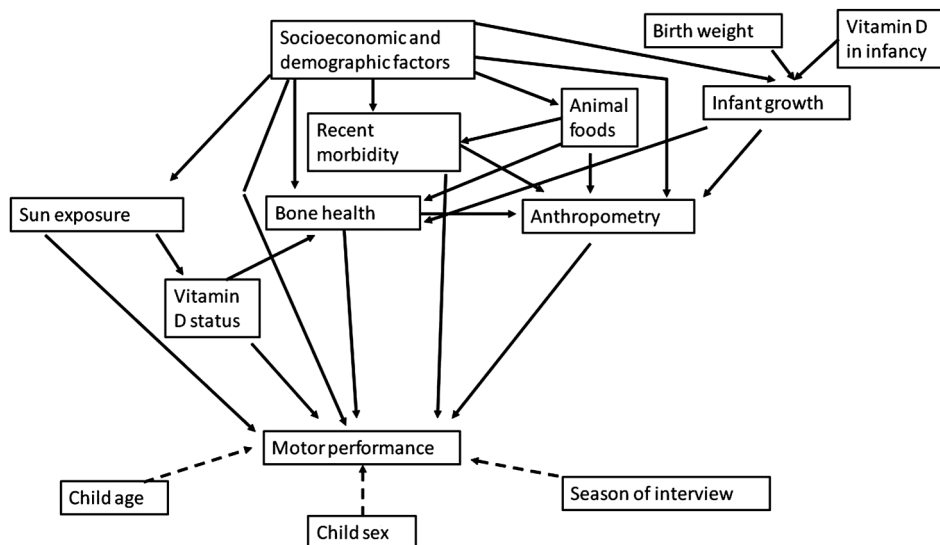 Socioeconomic and
demographic factors
Birth weight
Vitamin D
in infancy
Infant growth
Animal
foods
Recent
morbidity
Sun exposure
Bone health
Anthropometry
Vitamin
D status
Motor performance
Child age
Child sex
Season of interview